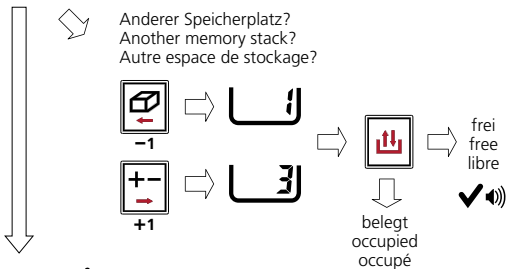 Anderer Speicherplatz?
Another memory stack?
Autre espace de stockage?
1
−1
frei
free
libre
+−
3
+1
belegt
occupied
occupé